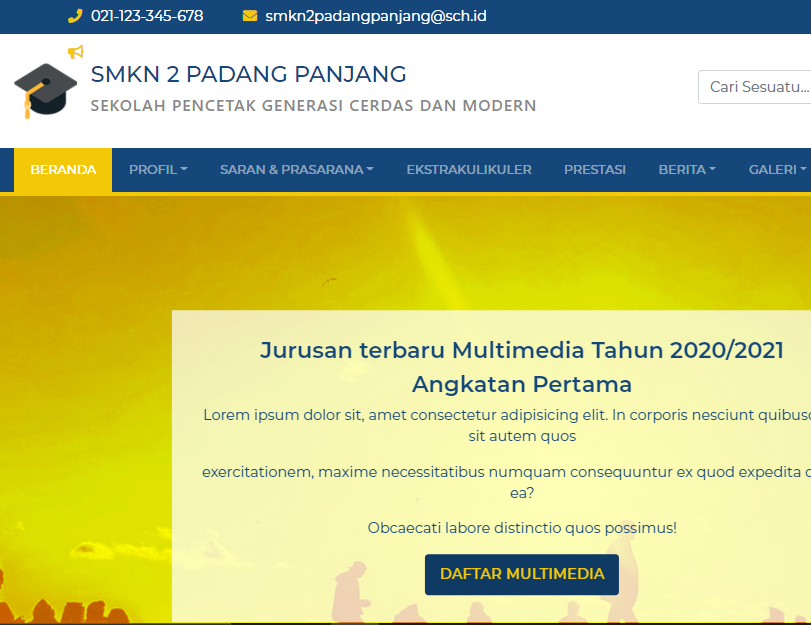 021-123-345-678 smkn2padangpanjang@sch.id
SMKN 2 PADANG PANJANG
SEKOLAH PENCETAK GENERASI CERDAS DAN MODERN
Cari Sesuatu...
BERANDA PROFIL SARAN & PRASARANA EKSTRAKULIKULER PRESTASI BERITA GALERI
Jurusan terbaru Multimedia Tahun 2020/2021
Angkatan Pertama
Lorem ipsum dolor sit, amet consectetur adipisicing elit. In corporis nesciunt
sit autem quos
exercitationem, maxime necessitatibus numquam consequuntur ex quod expedita
ea?
Obcaecati labore distinctio quos possimus!
DAFTAR MULTIMEDIA